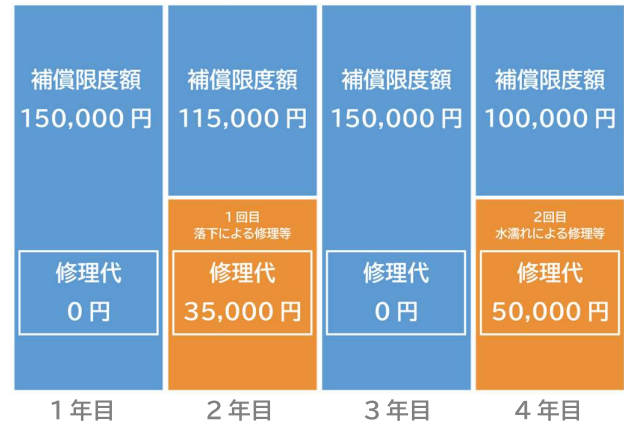 補償限度額
150,000 円
修理代
0 円
1 年目
補償限度額
115,000 円
1回目
落下による修理等
修理代
35,000 円
2 年目
補償限度額
150,000 円
修理代
0 円
3 年目
補償限度額
100,000 円
2回目
水濡れによる修理等
修理代
50,000 円
4 年目